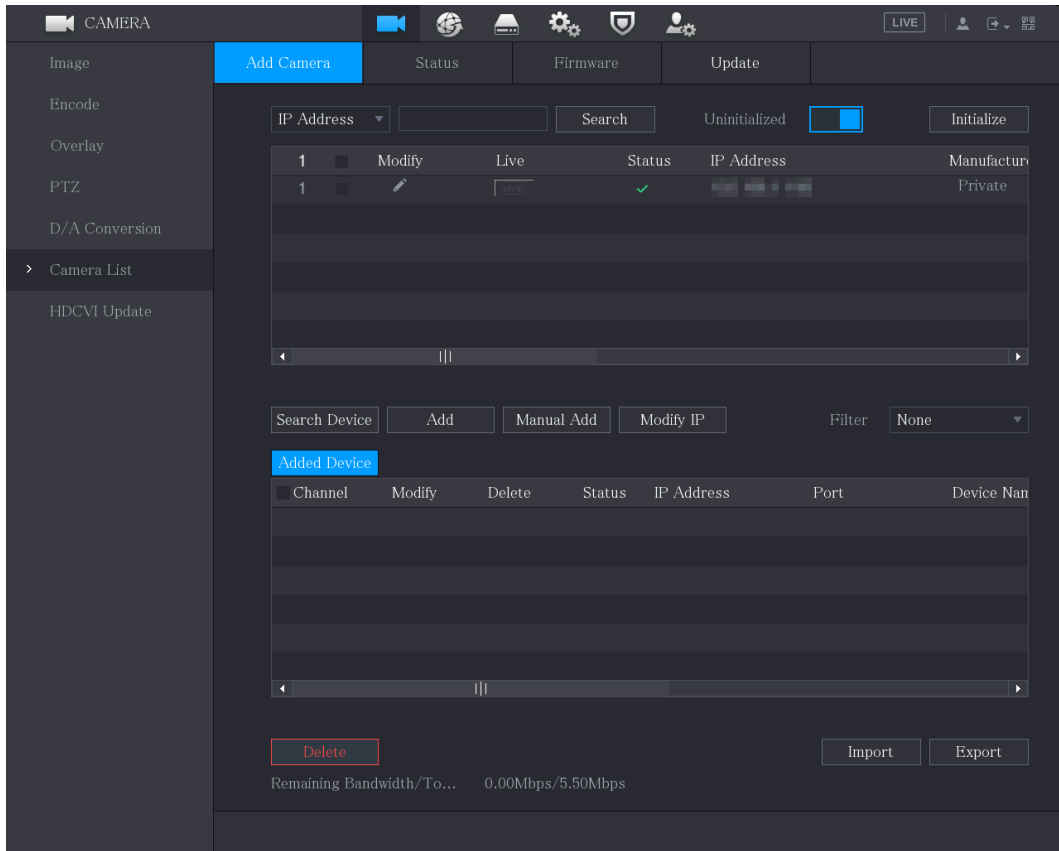 CAMERA LIVE
Image
Encode
Overlay
PTZ
D/A Conversion
Camera List
HDCVI Update
Add Camera Status Firmware Update
IP Address Search Uninitialized Initialize
1 Modify Live Status IP Address Manufacture
1 LIVE Private
Search Device Add Manual Add Modify IP Filter None
Added Device
Channel Modify Delete Status IP Address Port Device Nam
Delete Import Export
Remaining Bandwidth/To... 0.00Mbps/5.50Mbps